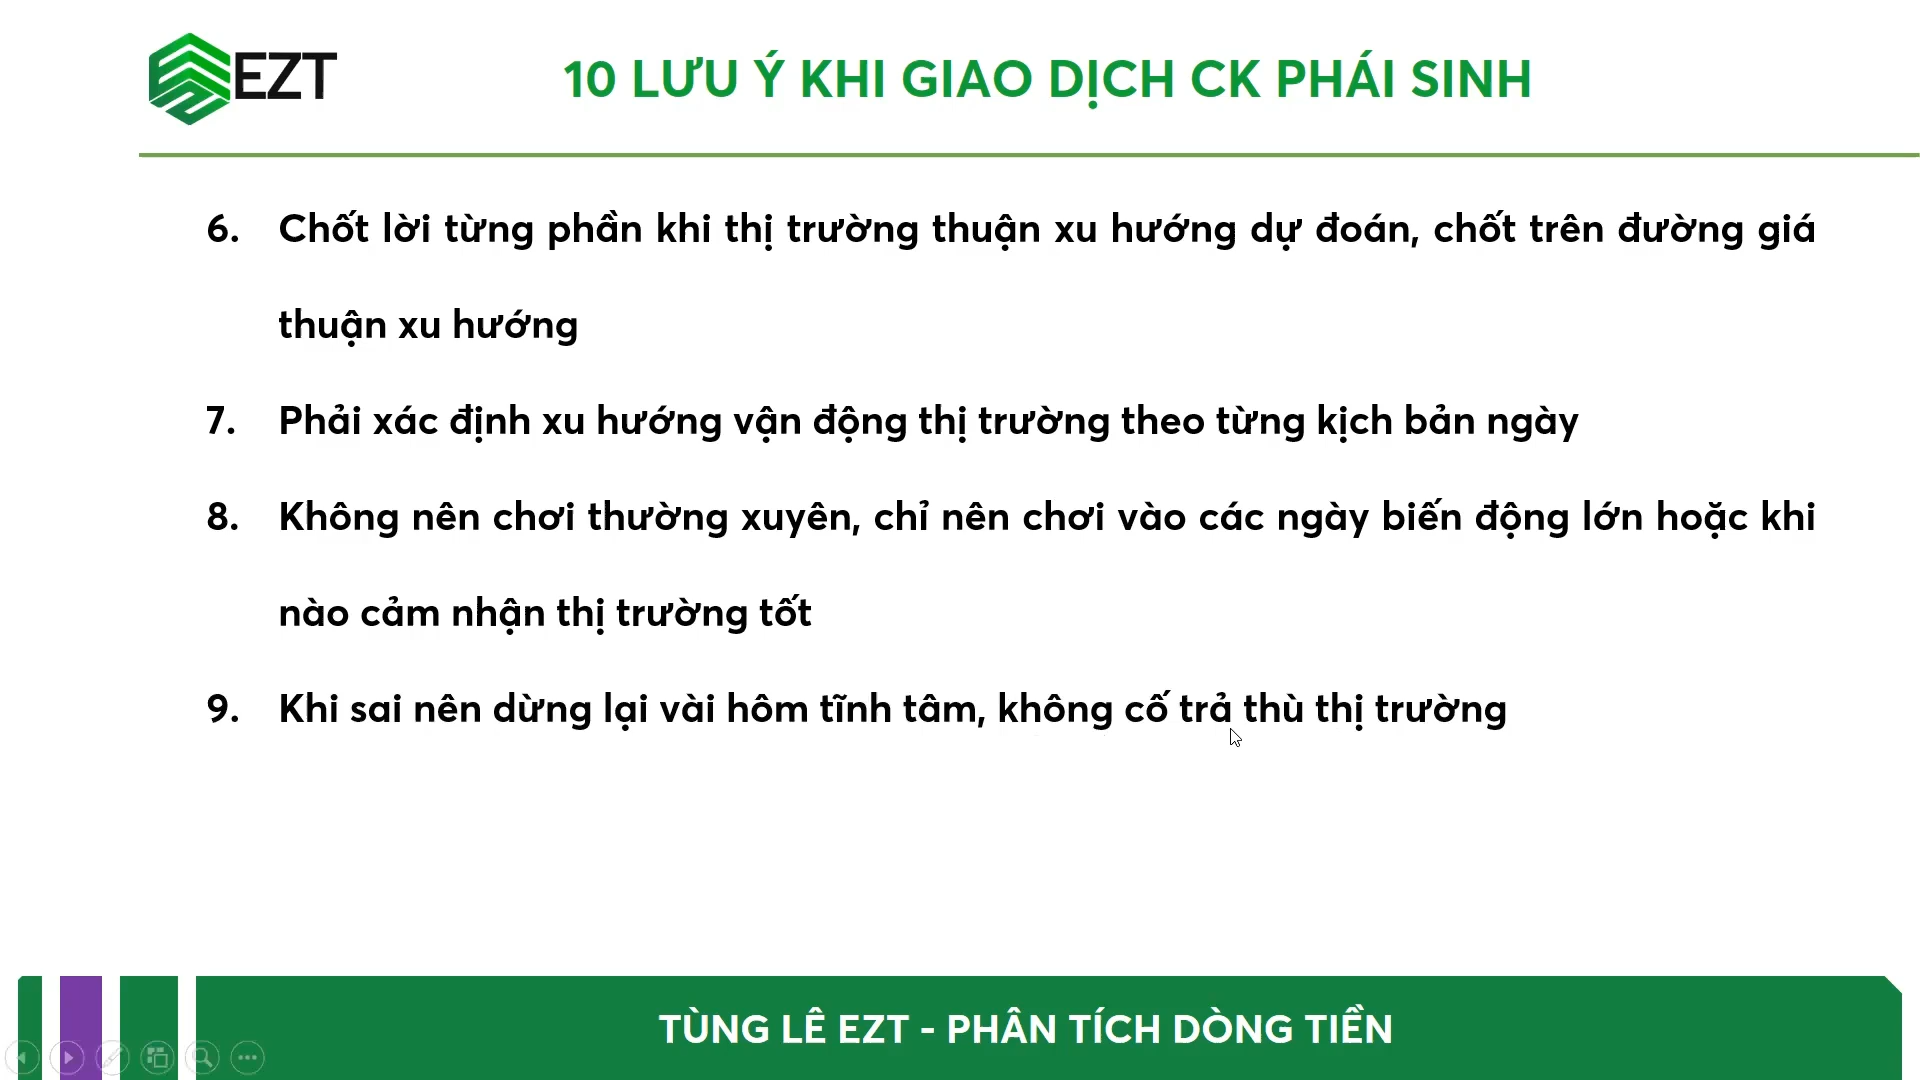 EZT
10 LƯU Ý KHI GIAO DỊCH CK PHÁI SINH
6. Chốt lời từng phần khi thị trường thuận xu hướng dự đoán, chốt trên đường giá
thuận xu hướng
7. Phải xác định xu hướng vận động thị trường theo từng kịch bản ngày
8. Không nên chơi thường xuyên, chỉ nên chơi vào các ngày biến động lớn hoặc khi
nào cảm nhận thị trường tốt
9. Khi sai nên dừng lại vài hôm tĩnh tâm, không cố trả thù thị trường
TÙNG LÊ EZT - PHÂN TÍCH DÒNG TIỀN